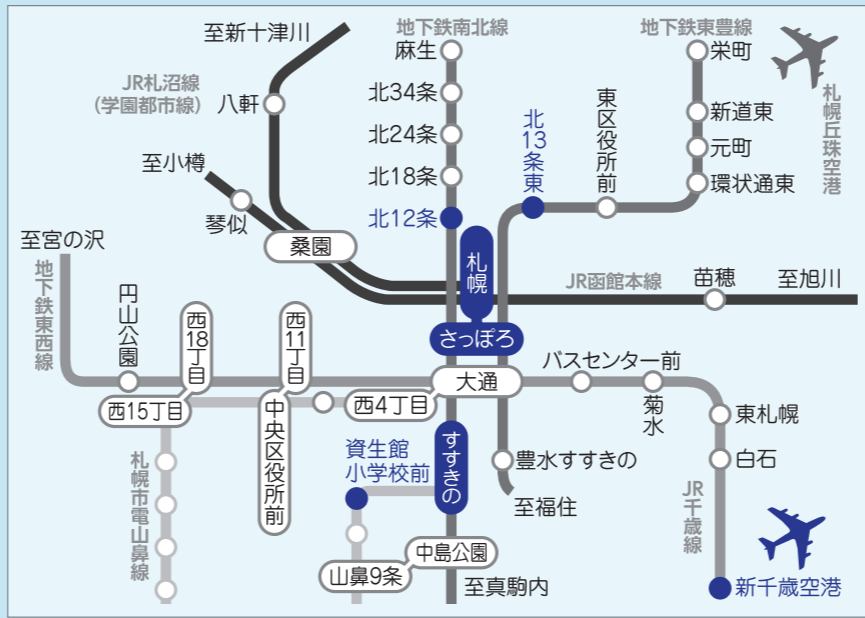 至新十津川
地下鉄南北線
地下鉄東豊線
麻生
栄町
JR札沼線
(学園都市線)
八軒
北34条
北24条
北18条
北12条
北13条東
東区役所前
新道東
元町
環状通東
札幌丘珠空港
至小樽
琴似
桑園
札幌
さっぽろ
JR函館本線
苗穂
至旭川
至宮の沢
地下鉄東西線
円山公園
西18丁目
西11丁目
西15丁目
中央区役所前
西4丁目
大通
バスセンター前
菊水
東札幌
白石
JR千歳線
新千歳空港
札幌市電山鼻線
資生館
小学校前
すすきの
豊水すすきの
至福住
山鼻9条
中島公園
至真駒内